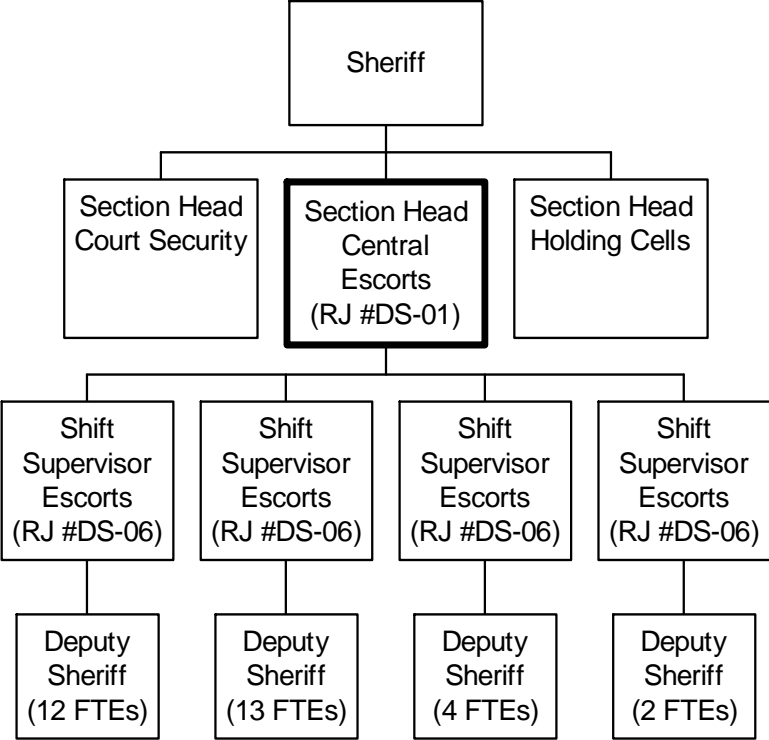 Sheriff
Section Head
Court Security
Section Head
Central
Escorts
(RJ #DS-01)
Section Head
Holding Cells
Shift
Supervisor
Escorts
(RJ #DS-06)
Shift
Supervisor
Escorts
(RJ #DS-06)
Shift
Supervisor
Escorts
(RJ #DS-06)
Shift
Supervisor
Escorts
(RJ #DS-06)
Deputy
Sheriff
(12 FTEs)
Deputy
Sheriff
(13 FTEs)
Deputy
Sheriff
(4 FTEs)
Deputy
Sheriff
(2 FTEs)